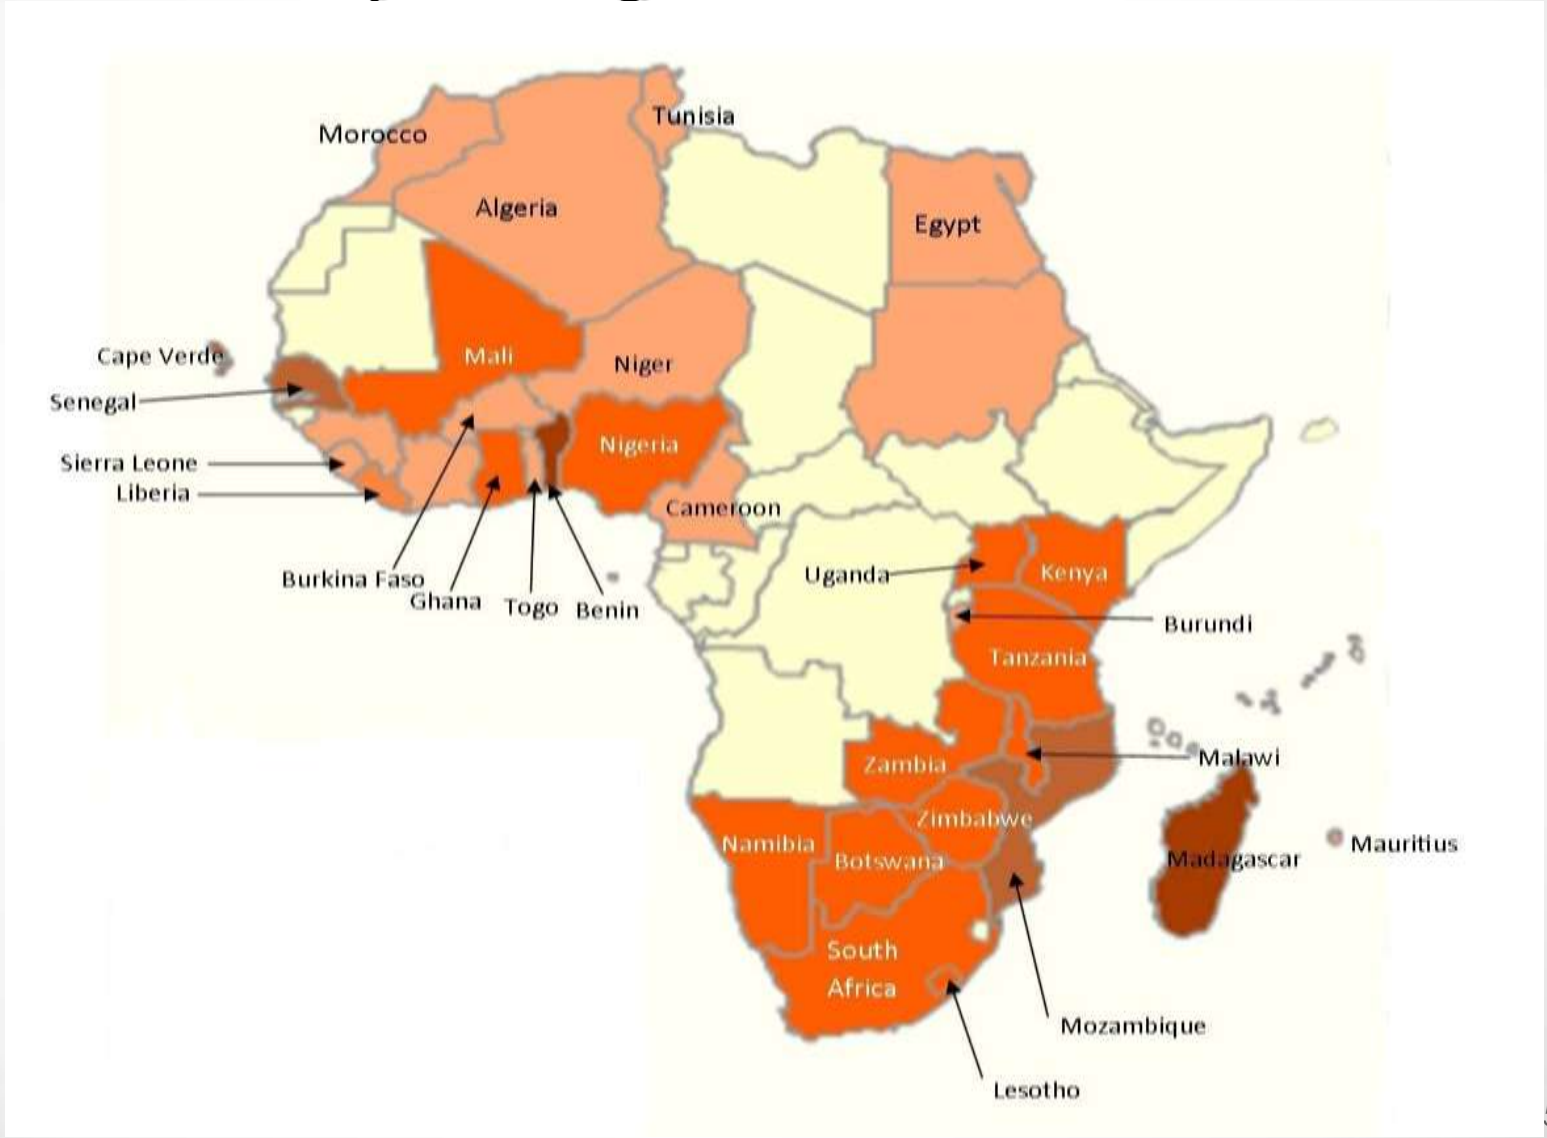 Tunisia
Morocco
Algeria
Egypt
Cape Verde
Mali
Niger
Senegal
Nigeria
Sierra Leone
Liberia
Cameroon
Uganda
Kenya
Burkina Faso
Ghana
Togo
Benin
Burundi
Tanzania
Malawi
Zambia
Zimbabwe
Namibia
Botswana
Madagascar
Mauritius
South
Africa
Mozambique
Lesotho